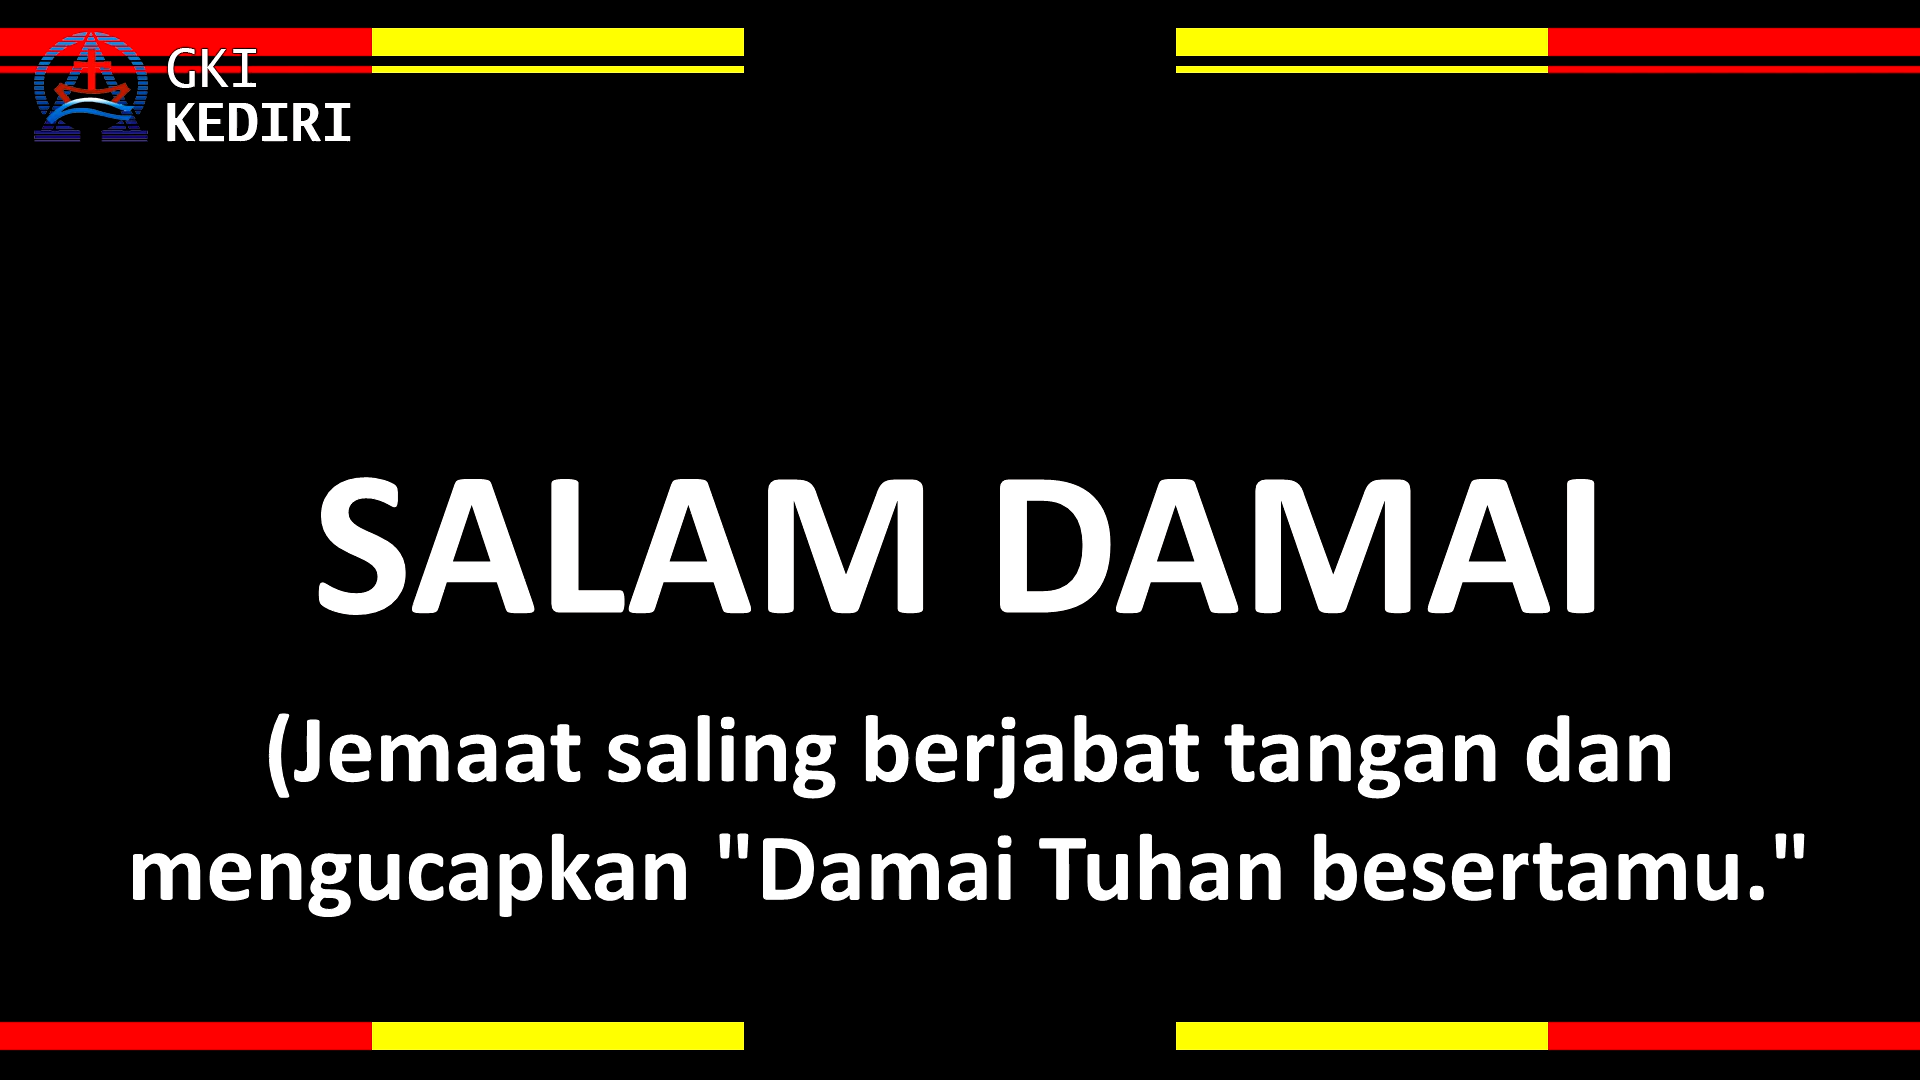 GKI
KEDIRI
SALAM DAMAI
(Jemaat saling berjabat tangan dan
mengucapkan "Damai Tuhan besertamu."